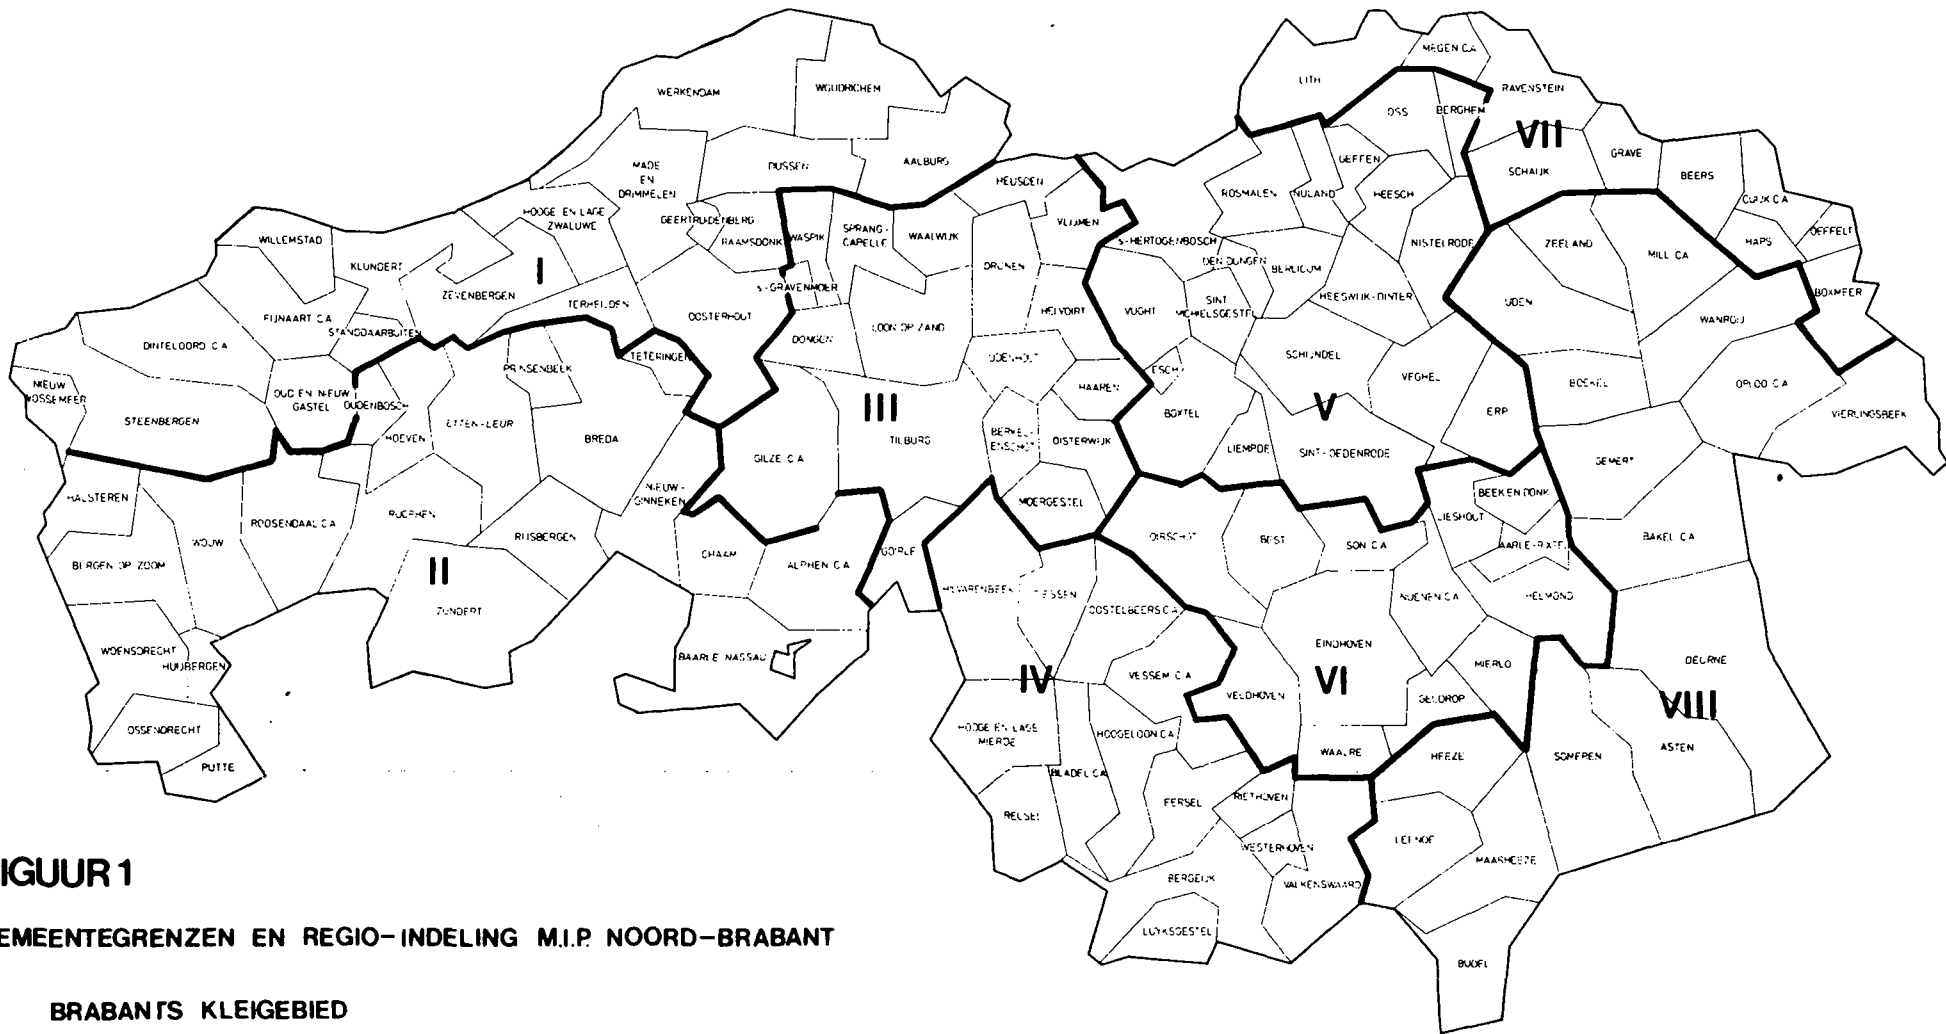 WERKENDAM
WOUDRICHEM
MADE
EN
DRIMMELEN
DUSSEN
AALBURG
HOOGE EN LAGE
ZWALUWE
GEERTRUIDENBERG
RAAMSDONK
WASPIK
SPRANG-
CAPELLE
WAALWIJK
HEUSDEN
VLIJMEN
WILLEMSTAD
KLUNDERT
ZEVENBERGEN
I
TERHEIJDEN
OOSTERHOUT
s-GRAVENMOER
FIJNAART C.A
STANDDAARBUITEN
DINTELOORD C.A
NIEUW
VOSSEMEER
STEENBERGEN
OUD EN NIEUW
GASTEL
OUDENBOSCH
HOEVEN
ETTEN-LEUR
PRINSENBEEK
TETERINGEN
BREDA
NIEUW-
GINNEKEN
HALSTEREN
WOUW
ROOSENDAAL C.A
RUCPHEN
RIJSBERGEN
BERGEN OP ZOOM
II
ZUNDERT
WOENSDRECHT
HUIJBERGEN
OSSENDRECHT
PUTTE
CHAAM
ALPHEN C.A
BAARLE NASSAU
DONGEN
LOON OP ZAND
DRUNEN
HELVOIRT
UDENHOUT
HAAREN
III
TILBURG
BERKEL-
ENSCHOT
OISTERWIJK
GILZE C.A
MOERGESTEL
GOIRLE
LITH
MEGEN C.A
OSS
BERGHEM
RAVENSTEIN
VII
SCHAIJK
GRAVE
BEERS
CUIJK C.A
HAPS
OEFFELT
BOXMEER
GEFFEN
ROSMALEN
NULAND
HEESCH
NISTELRODE
s-HERTOGENBOSCH
DEN DUNGEN
BERLICUM
HEESWIJK-DINTER
VUGHT
SINT
MICHIELSGESTEL
ESCH
BOXTEL
SCHIJNDEL
VEGHEL
ERP
V
LIEMPDE
SINT-OEDENRODE
ZEELAND
MILL C.A
UDEN
WANROIJ
BOEKEL
OPLOO C.A
VIERLINGSBEEK
GEMERT
BAKEL C.A
DEURNE
VIII
ASTEN
SOMEREN
HEEZE
LEENDE
MAARHEEZE
BUDEL
OIRSCHOT
BEST
SON C.A
LIESHOUT
BEEK EN DONK
AARLE-RIXTEL
HELMOND
NUENEN C.A
EINDHOVEN
MIERLO
GELDROP
VELDHOVEN
VI
WAALRE
HILVARENBEEK
DIESSEN
OOSTELBEERS C.A
IV
VESSEM C.A
HOOGE EN LAGE
MIERDE
HOOGELOON C.A
BLADEL C.A
REUSEL
EERSEL
RIETHOVEN
WESTERHOVEN
BERGEIJK
VALKENSWAARD
LUYKSGESTEL
IGUUR 1
EMEENTEGRENZEN EN REGIO-INDELING M.I.P. NOORD-BRABANT
BRABANTS KLEIGEBIED